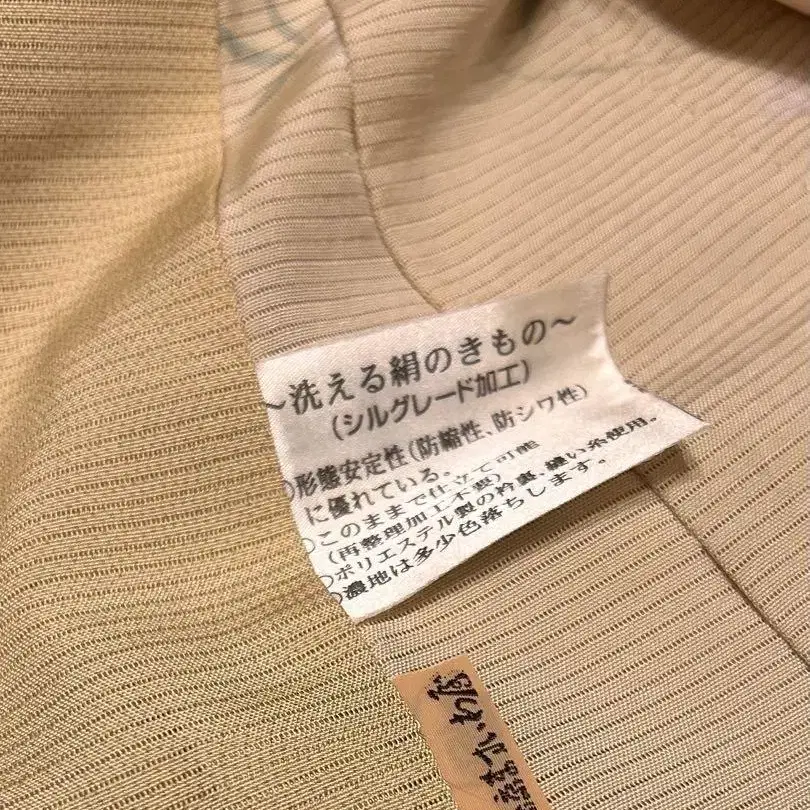 ～洗える絹のきもの～
(シルグレード加工)
○形態安定性(防縮性、防シワ性)
に優れている。
○このままで仕立て可能
(再整理加工不要)
○ポリエステル製の衿裏、縫い糸使用。
○濃地は多少色落ちします。